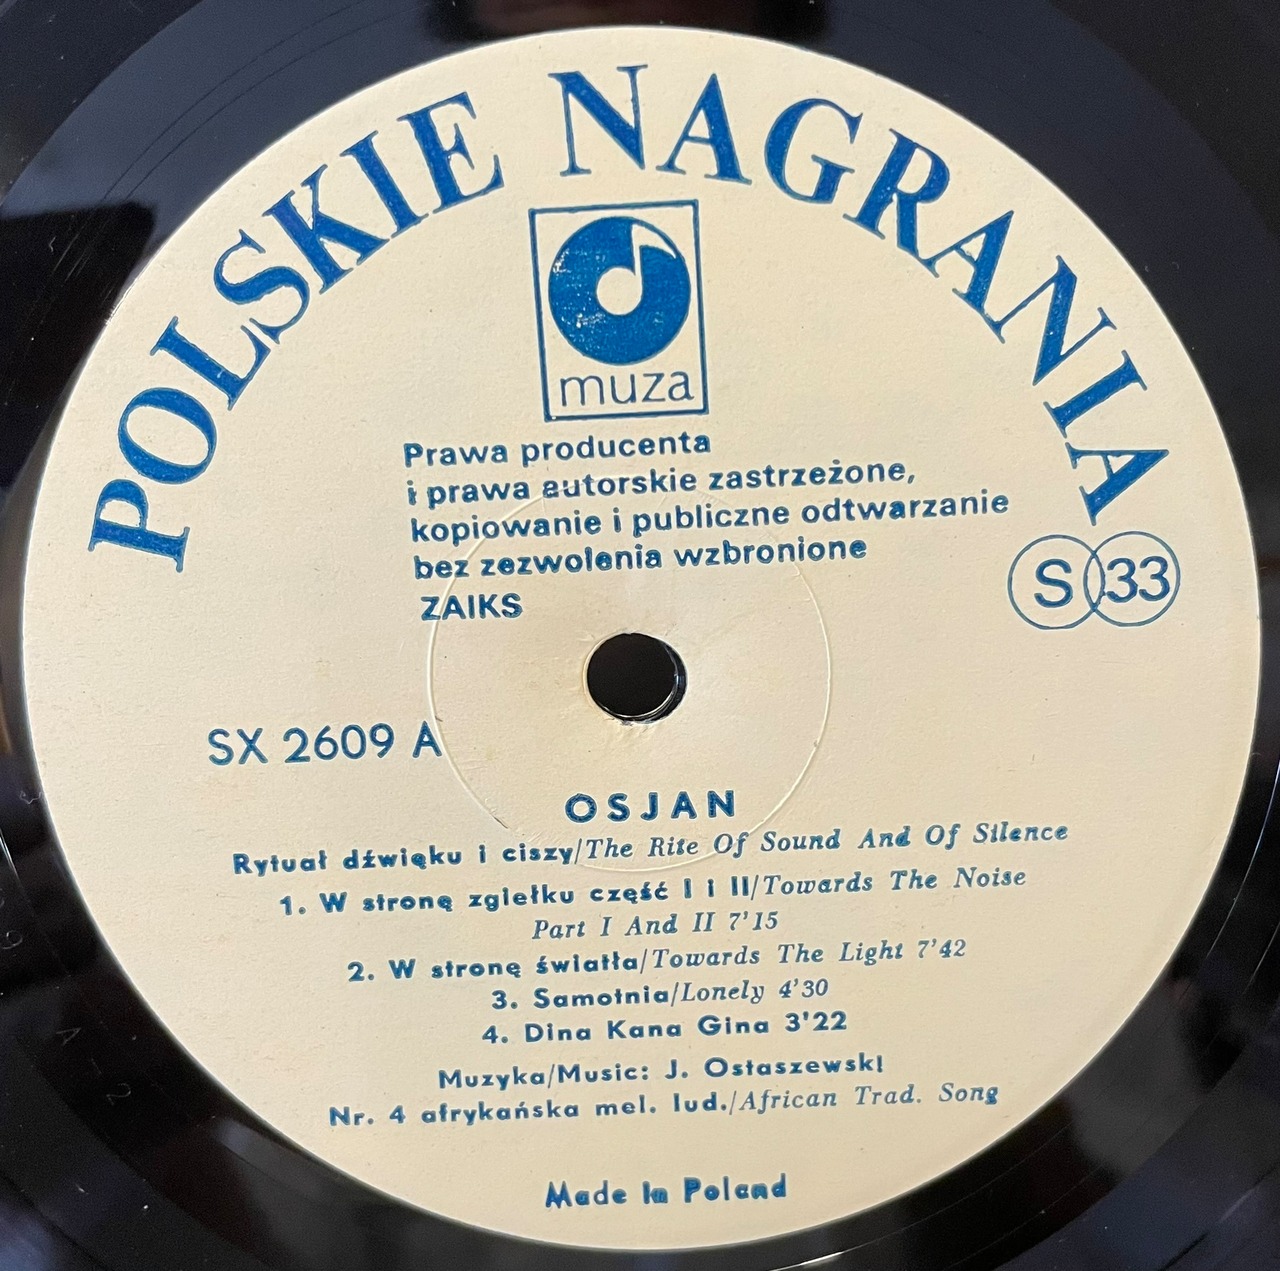 POLSKIE NAGRANIA
muza
Prawa producenta
i prawa autorskie zastrzeżone,
kopiowanie i publiczne odtwarzanie
bez zezwolenia wzbronione
ZAIKS
S 33
SX 2609 A
OSJAN
Rytuał dźwięku i ciszy/The Rite Of Sound And Of Silence
1. W stronę zgiełku część I i II/Towards The Noise
Part I And II 7'15
2. W stronę światła/Towards The Light 7'42
3. Samotnia/Lonely 4'30
4. Dina Kana Gina 3'22
Muzyka/Music: J. Ostaszewski
Nr. 4 afrykańska mel. lud./African Trad. Song
Made In Poland